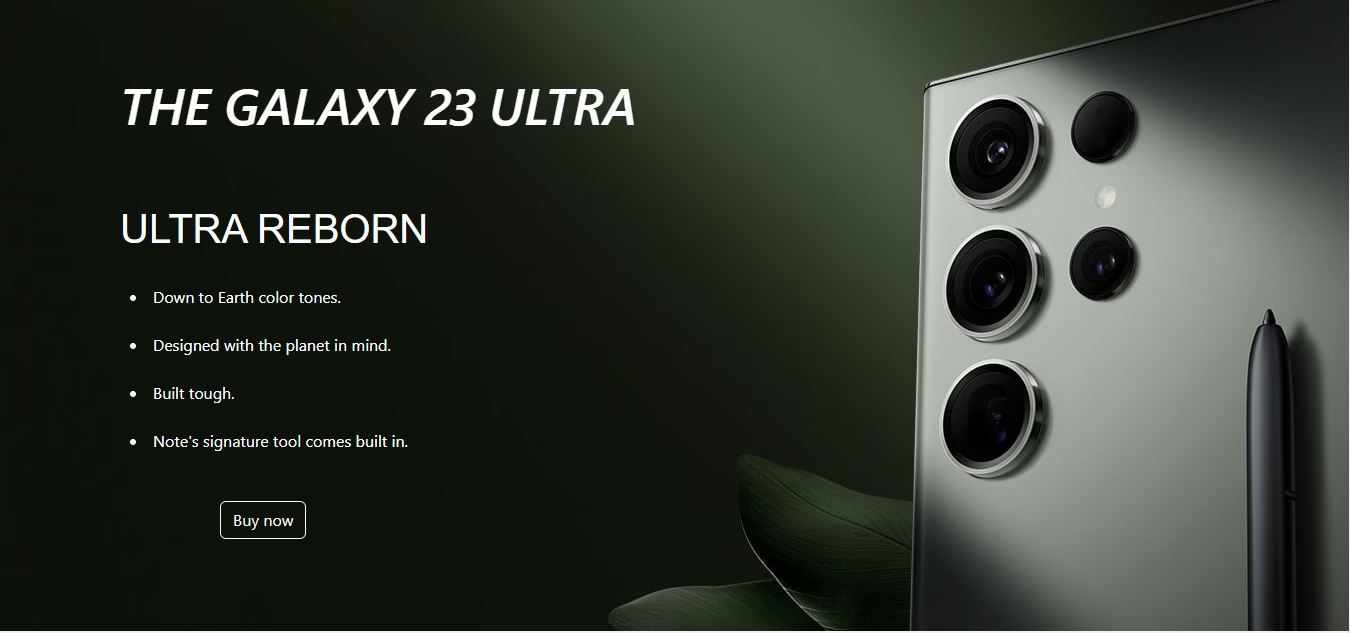 THE GALAXY 23 ULTRA
ULTRA REBORN
Down to Earth color tones.
Designed with the planet in mind.
Built tough.
Note's signature tool comes built in.
Buy now